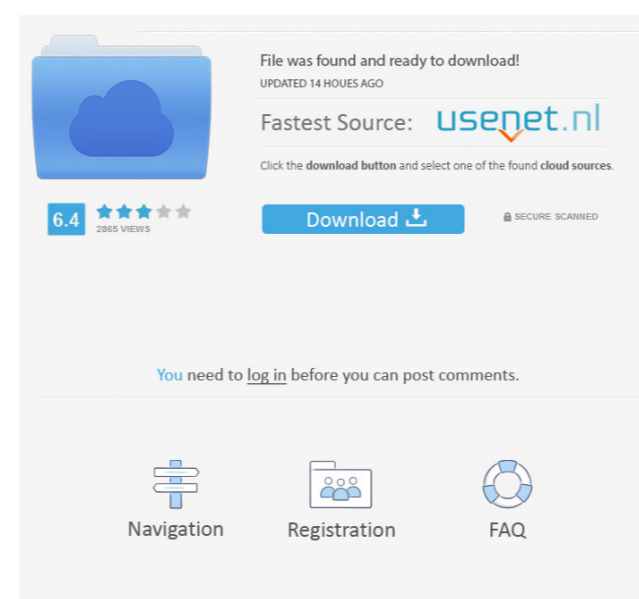 File was found and ready to download!
UPDATED 14 HOUES AGO
Fastest Source: usenet.nl
Click the download button and select one of the found cloud sources.
6.4
2865 VIEWS
Download
SECURE SCANNED
You need to log in before you can post comments.
Navigation
Registration
FAQ